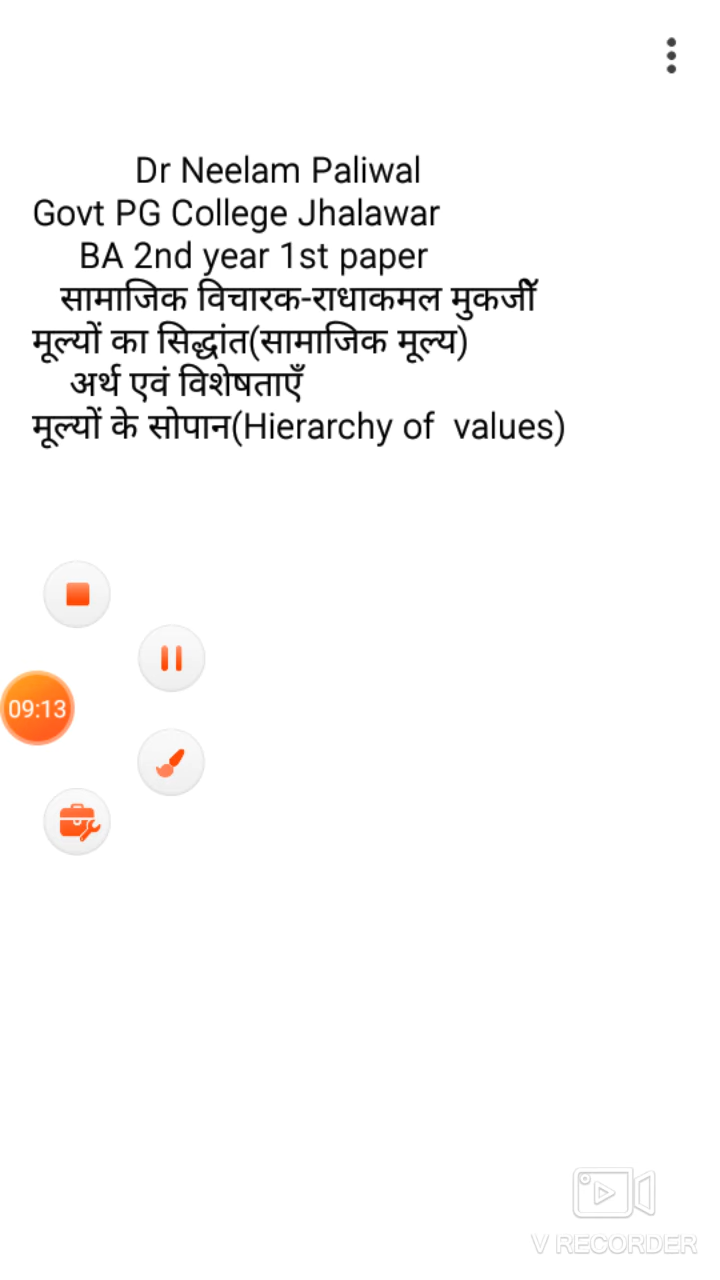 Dr Neelam Paliwal
Govt PG College Jhalawar
BA 2nd year 1st paper
सामाजिक विचारक-राधाकमल मुकर्जी
मूल्यों का सिद्धांत(सामाजिक मूल्य)
अर्थ एवं विशेषताएँ
मूल्यों के सोपान(Hierarchy of values)
09:13
V RECORDER